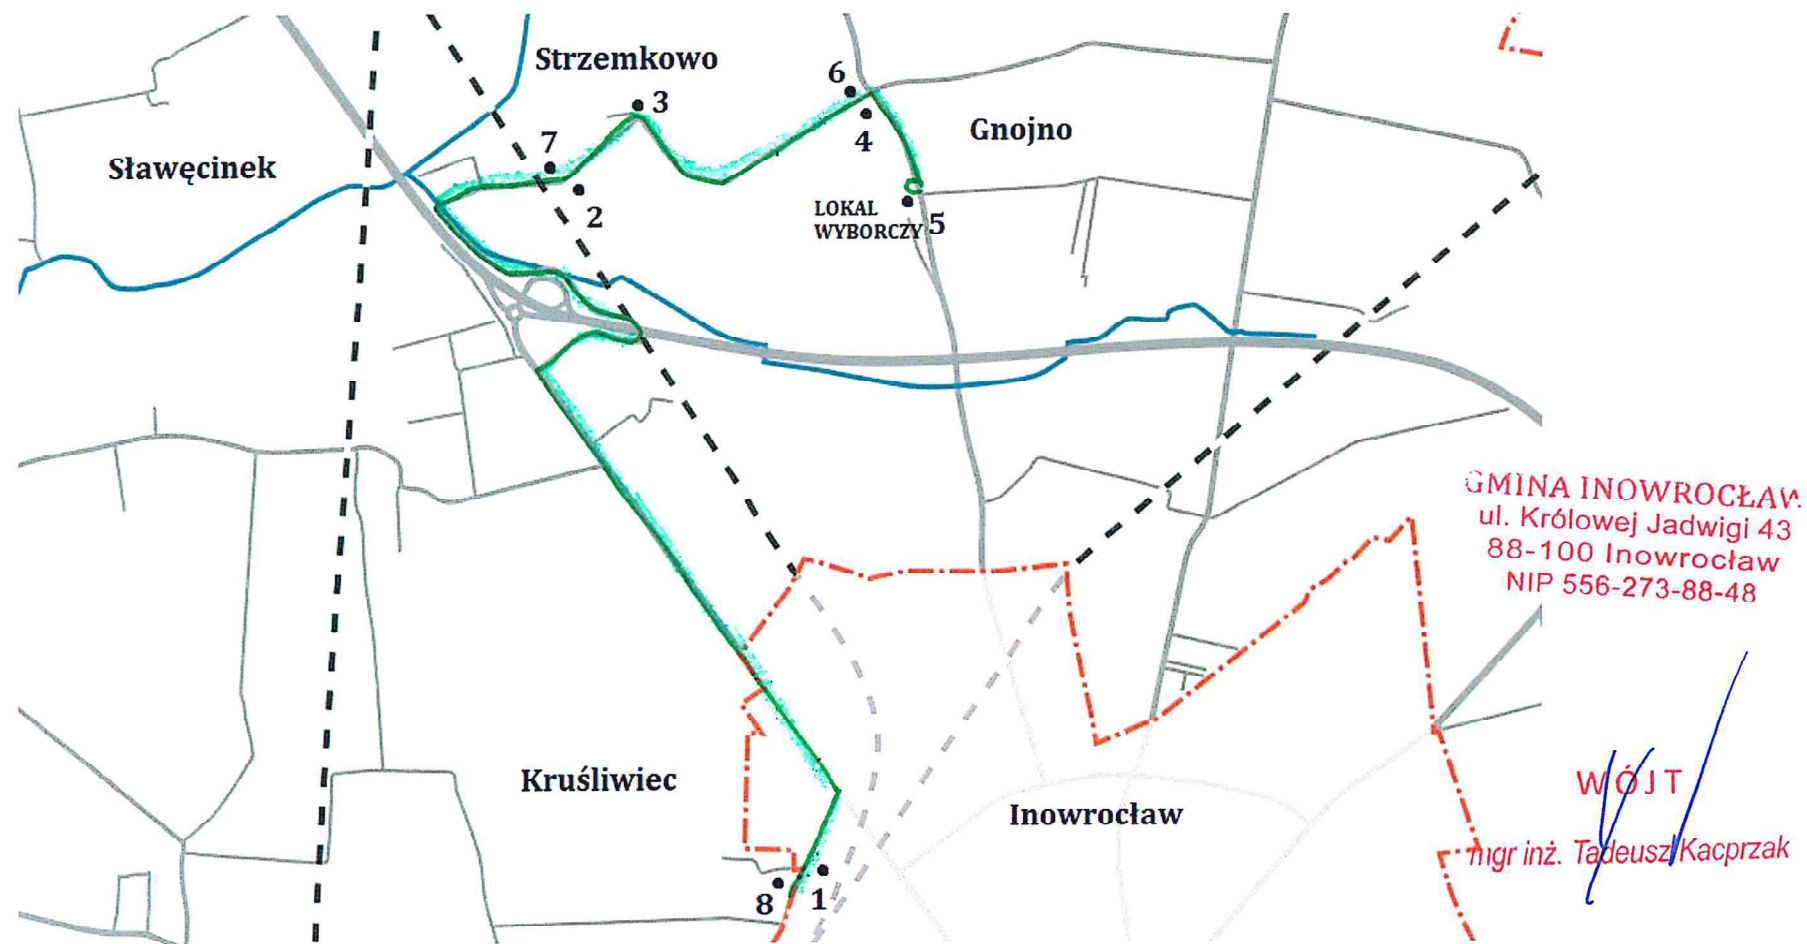 Strzemkowo
6
3
Gnojno
4
7
Sławęcinek
2
LOKAL
WYBORCZY 5
GMINA INOWROCŁAW
ul. Królowej Jadwigi 43
88-100 Inowrocław
NIP 556-273-88-48
Kruśliwiec
Inowrocław
WÓJT
mgr inż. Tadeusz Kacprzak
8
1